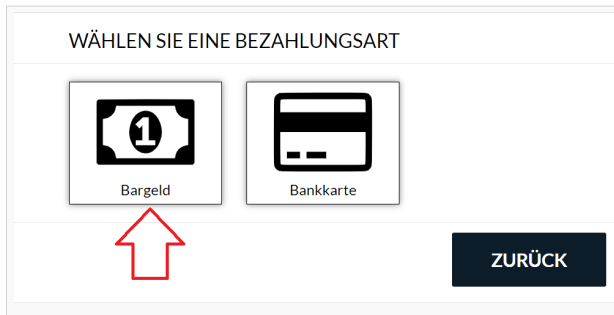 WÄHLEN SIE EINE BEZAHLUNGSART
1
Bargeld
Bankkarte
ZURÜCK